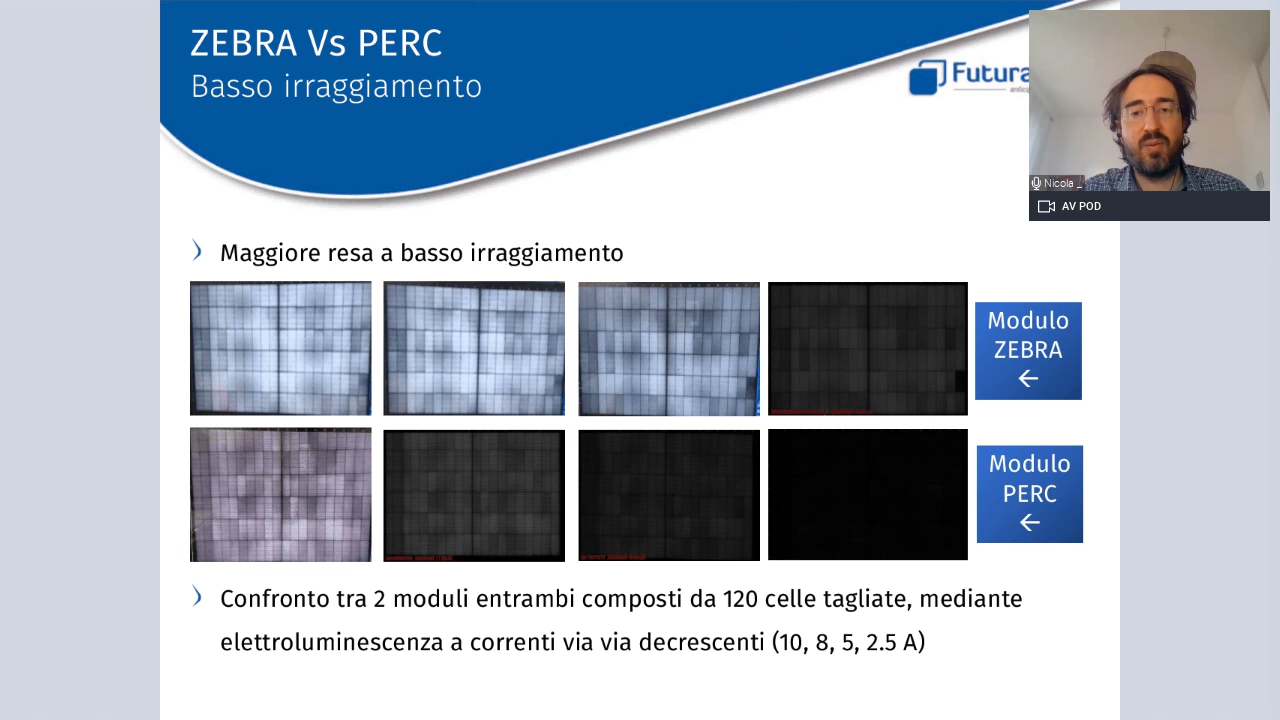 ZEBRA Vs PERC
Basso irraggiamento
Futura
Nicola _
AV POD
Maggiore resa a basso irraggiamento
Modulo
ZEBRA
←
Modulo
PERC
←
Confronto tra 2 moduli entrambi composti da 120 celle tagliate, mediante
elettroluminescenza a correnti via via decrescenti (10, 8, 5, 2.5 A)